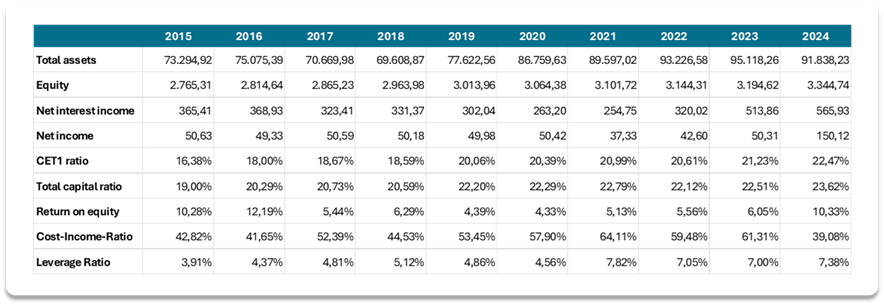 2015 2016 2017 2018 2019 2020 2021 2022 2023 2024
Total assets 73.294,92 75.075,39 70.669,98 69.608,87 77.622,56 86.759,63 89.597,02 93.226,58 95.118,26 91.838,23
Equity 2.765,31 2.814,64 2.865,23 2.963,98 3.013,96 3.064,38 3.101,72 3.144,31 3.194,62 3.344,74
Net interest income 365,41 368,93 323,41 331,37 302,04 263,20 254,75 320,02 513,86 565,93
Net income 50,63 49,33 50,59 50,18 49,98 50,42 37,33 42,60 50,31 150,12
CET1 ratio 16,38% 18,00% 18,67% 18,59% 20,06% 20,39% 20,99% 20,61% 21,23% 22,47%
Total capital ratio 19,00% 20,29% 20,73% 20,59% 22,20% 22,29% 22,79% 22,12% 22,51% 23,62%
Return on equity 10,28% 12,19% 5,44% 6,29% 4,39% 4,33% 5,13% 5,56% 6,05% 10,33%
Cost-Income-Ratio 42,82% 41,65% 52,39% 44,53% 53,45% 57,90% 64,11% 59,48% 61,31% 39,08%
Leverage Ratio 3,91% 4,37% 4,81% 5,12% 4,86% 4,56% 7,82% 7,05% 7,00% 7,38%